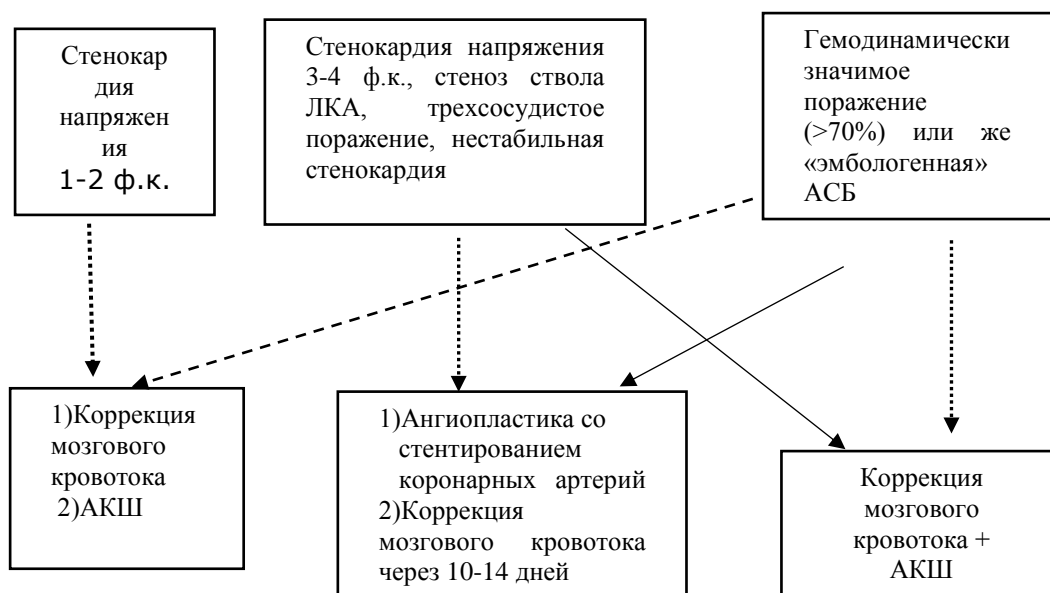 Стенокар
дия
напряжен
ия
1-2 ф.к.
Стенокардия напряжения
3-4 ф.к., стеноз ствола
ЛКА, трехсосудистое
поражение, нестабильная
стенокардия
Гемодинамически
значимое
поражение
(>70%) или же
«эмбологенная»
АСБ
1)Коррекция
мозгового
кровотока
2)АКШ
1)Ангиопластика со
стентированием
коронарных артерий
2)Коррекция
мозгового кровотока
через 10-14 дней
Коррекция
мозгового
кровотока +
АКШ